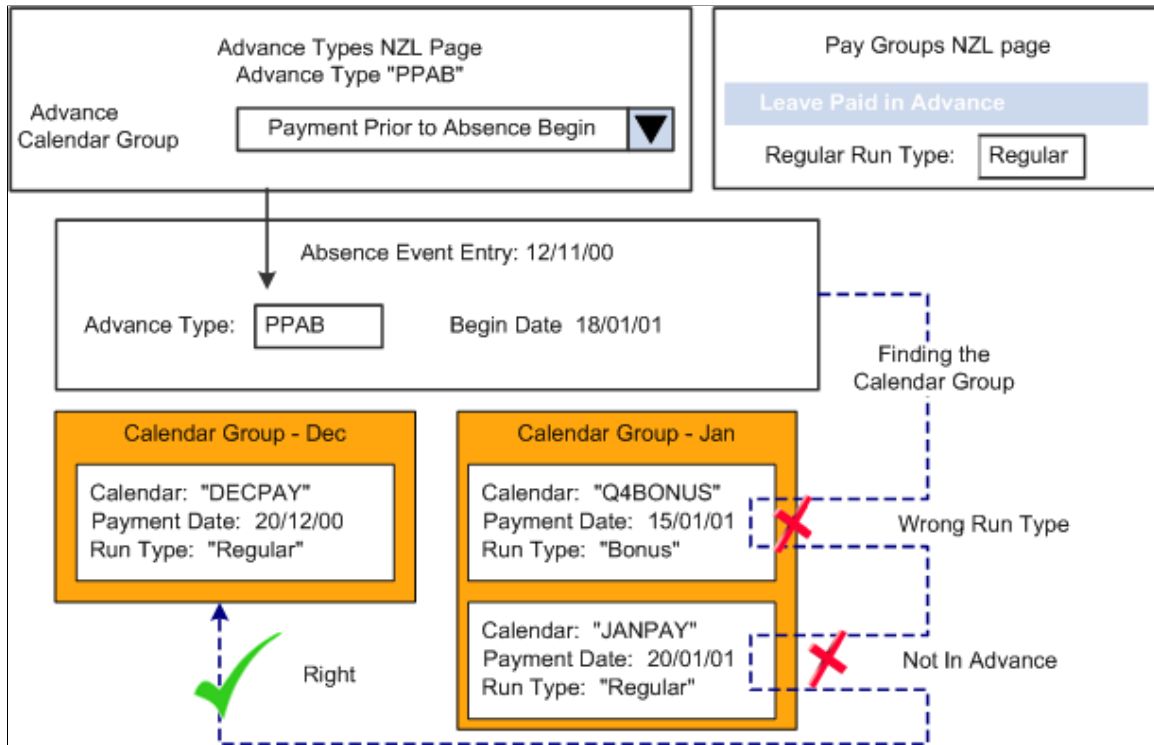 Advance Types NZL Page
Advance Type "PPAB"
Advance
Calendar Group
Payment Prior to Absence Begin
Pay Groups NZL page
Leave Paid in Advance
Regular Run Type:
Regular
Absence Event Entry: 12/11/00
Advance Type:
PPAB
Begin Date 18/01/01
Finding the
Calendar Group
Calendar Group - Dec
Calendar: "DECPAY"
Payment Date: 20/12/00
Run Type: "Regular"
Calendar Group - Jan
Calendar: "Q4BONUS"
Payment Date: 15/01/01
Run Type: "Bonus"
Wrong Run Type
Calendar: "JANPAY"
Payment Date: 20/01/01
Run Type: "Regular"
Not In Advance
Right